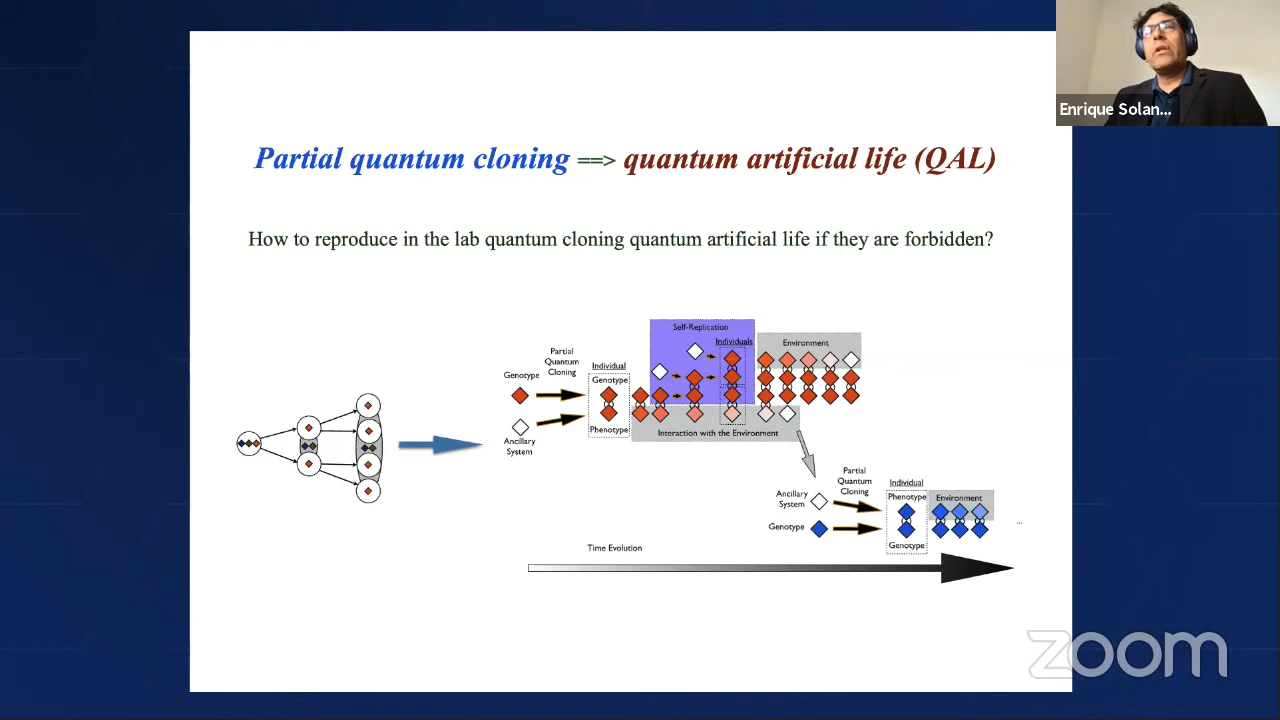 Enrique Solan...
Partial quantum cloning ==> quantum artificial life (QAL)
How to reproduce in the lab quantum cloning quantum artificial life if they are forbidden?
Self-Replication
Individuals
Environment
Partial
Quantum
Cloning
Individual
Genotype
Genotype
Phenotype
Ancillary
System
Interaction with the Environment
Partial
Quantum
Cloning
Individual
Ancillary
System
Phenotype
Environment
Genotype
Genotype
...
Time Evolution
zoom